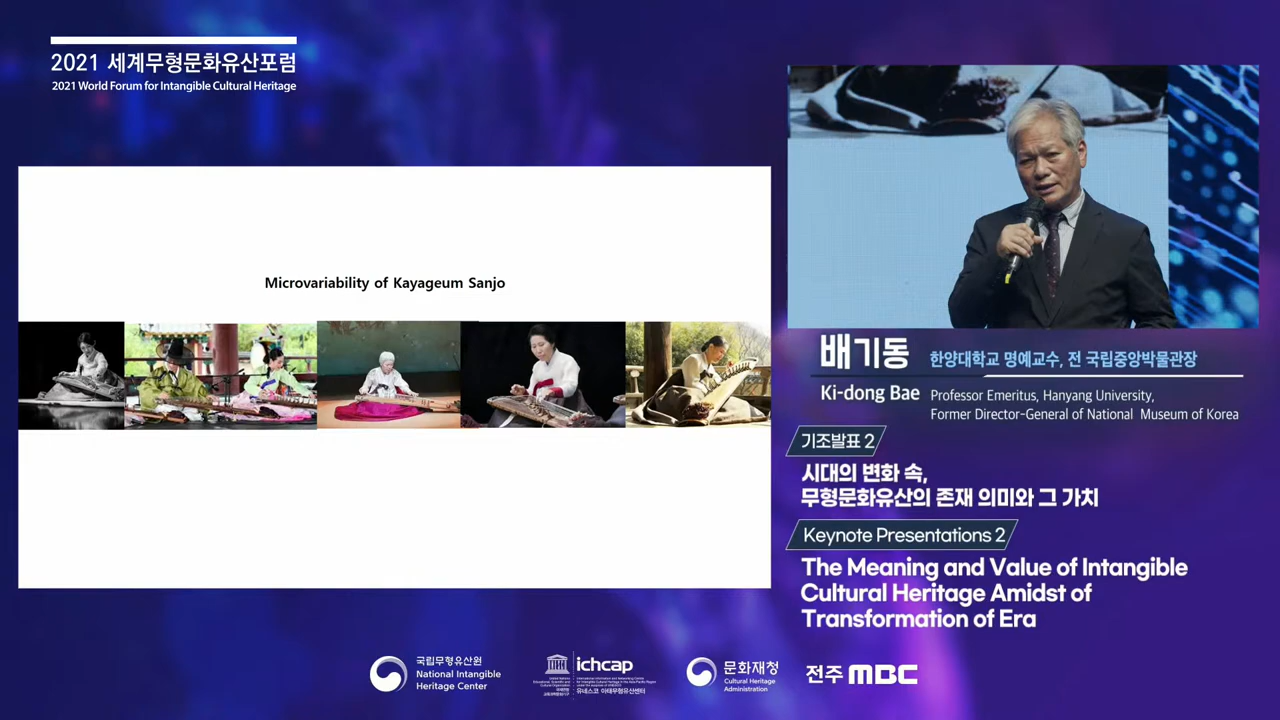 2021 세계무형문화유산포럼
2021 World Forum for Intangible Cultural Heritage
Microvariability of Kayageum Sanjo
배기동 한양대학교 명예교수, 전 국립중앙박물관장
Ki-dong Bae Professor Emeritus, Hanyang University,
Former Director-General of National Museum of Korea
기조발표 2
시대의 변화 속,
무형문화유산의 존재 의미와 그 가치
Keynote Presentations 2
The Meaning and Value of Intangible
Cultural Heritage Amidst of
Transformation of Era
국립무형유산원
National Intangible
Heritage Center
ichcap
유네스코 아태무형유산센터
문화재청
Cultural Heritage
Administration
전주 MBC